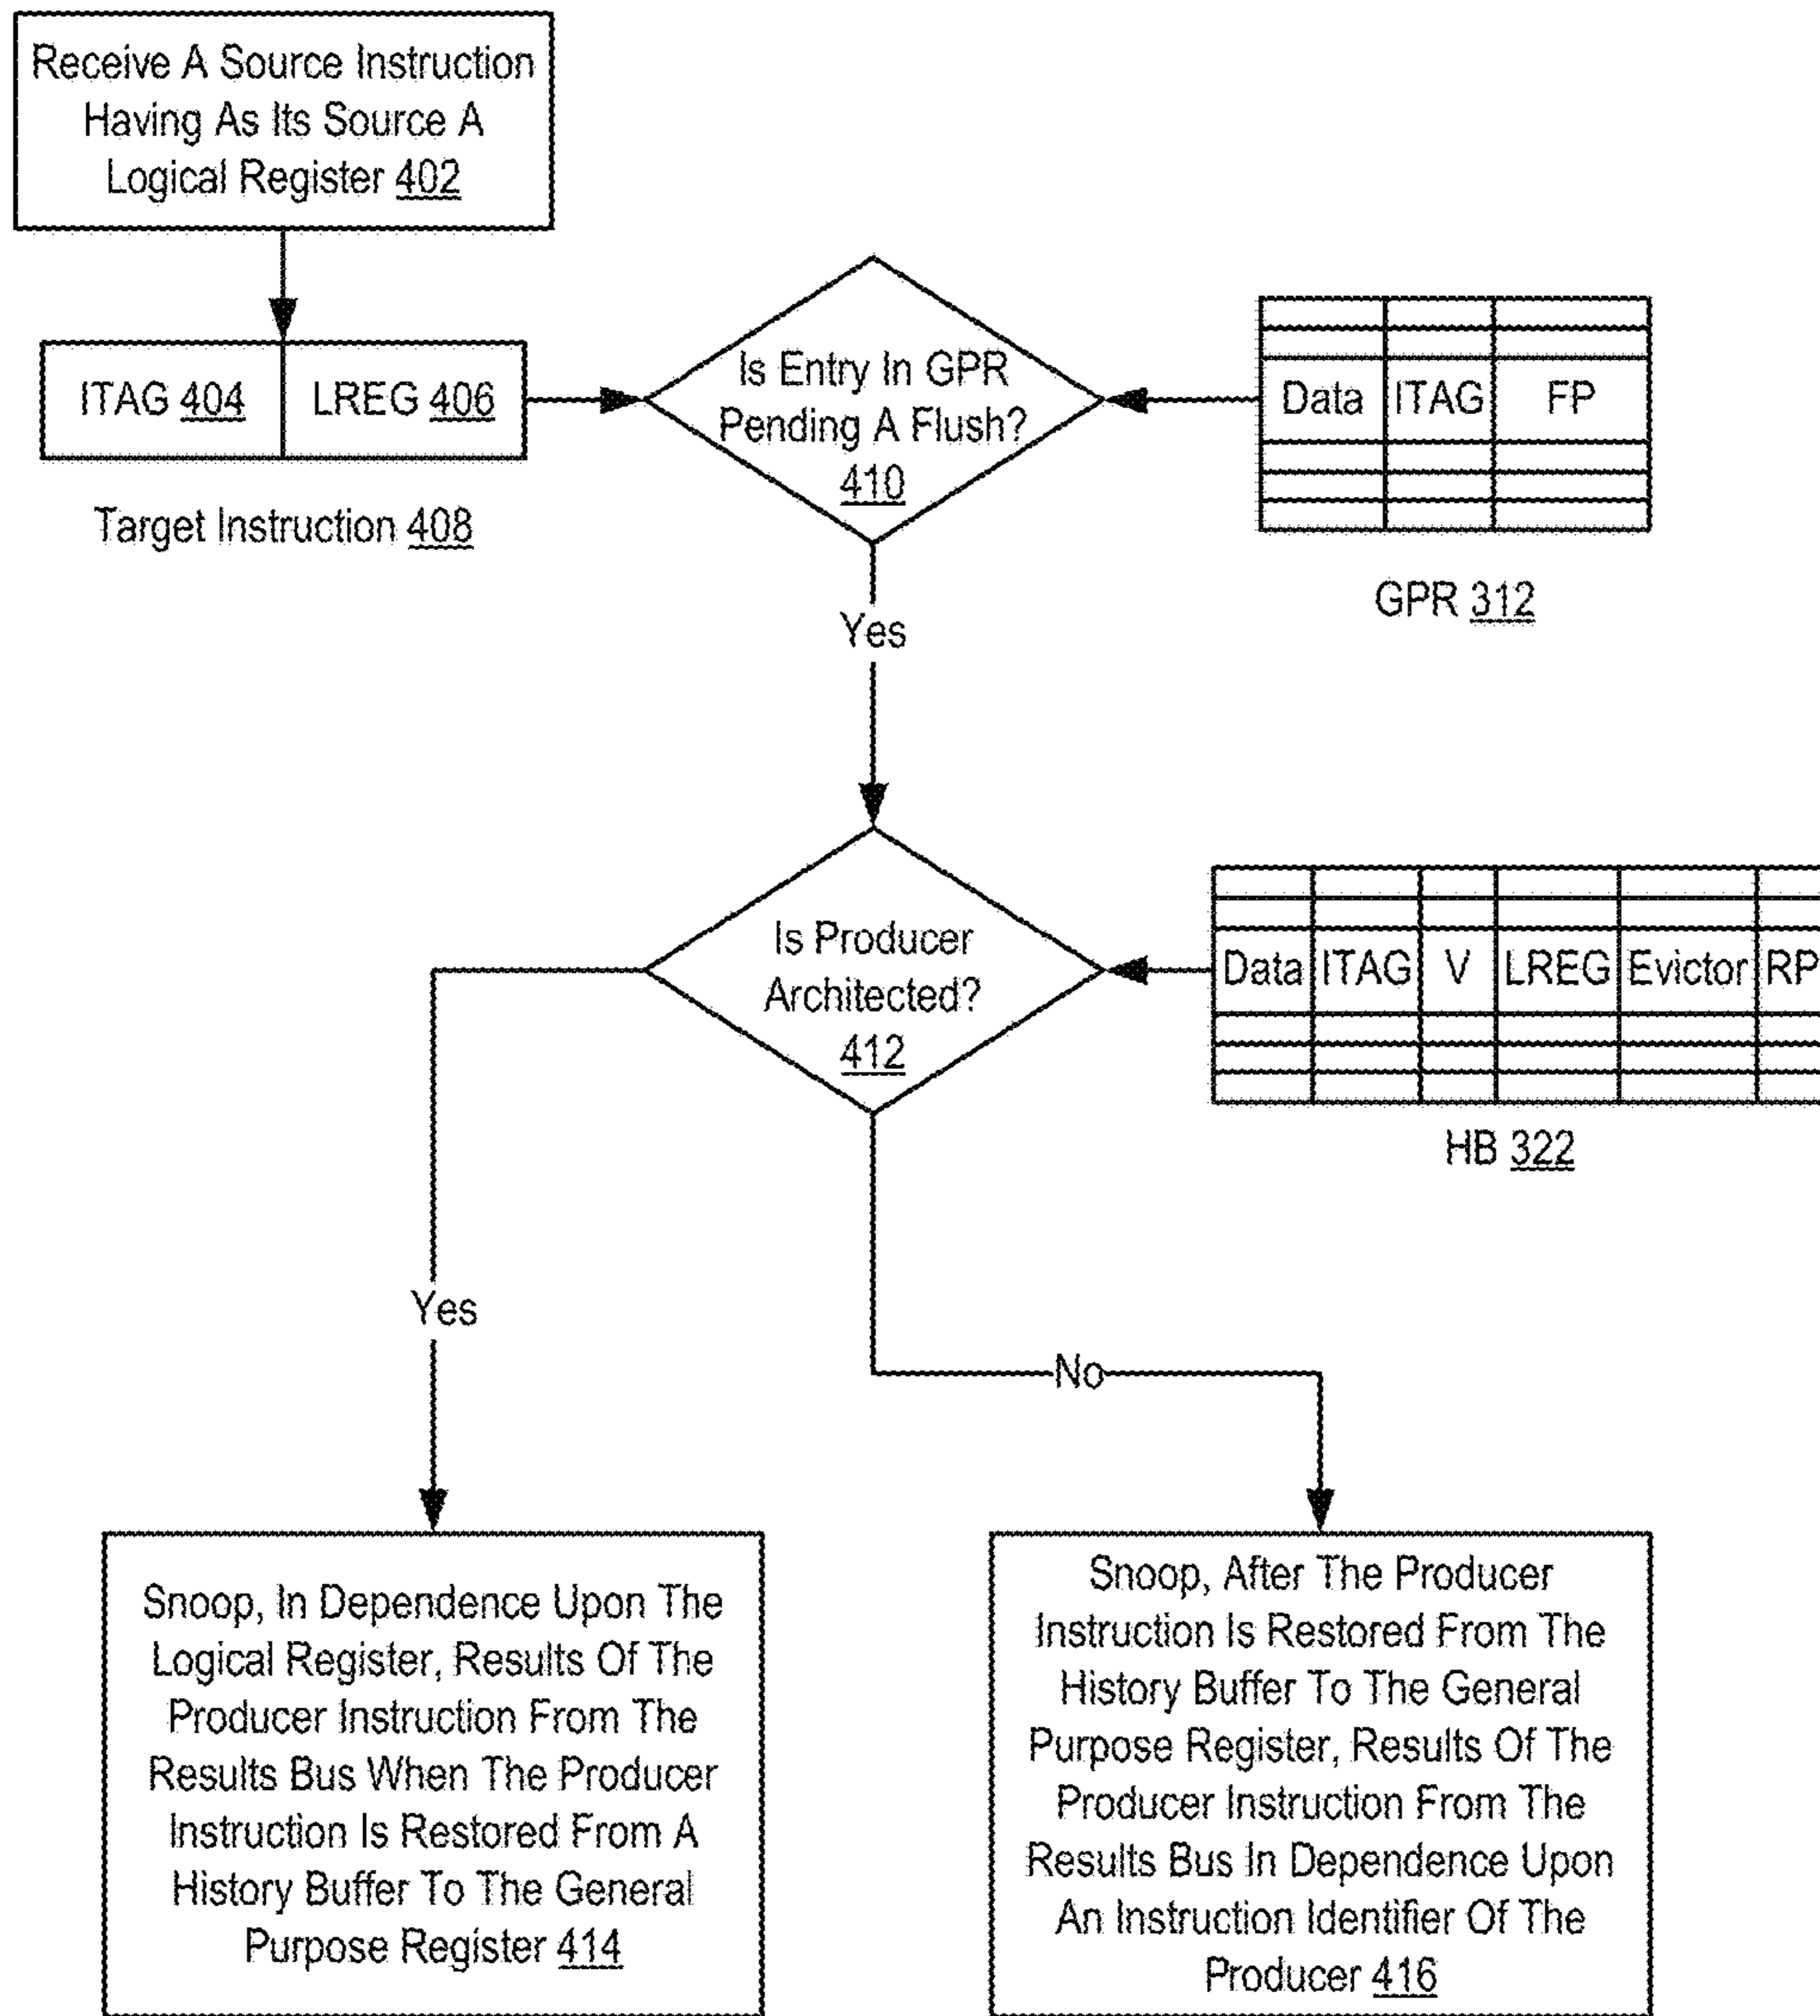 Receive A Source Instruction
Having As Its Source A
Logical Register 402
ITAG 404
LREG 406
Target Instruction 408
Is Entry In GPR
Pending A Flush?
410
Data
ITAG
FP
GPR 312
Yes
Is Producer
Architected?
412
Data
ITAG
V
LREG
Evictor
RP
HB 322
Yes
No
Snoop, In Dependence Upon The
Logical Register, Results Of The
Producer Instruction From The
Results Bus When The Producer
Instruction Is Restored From A
History Buffer To The General
Purpose Register 414
Snoop, After The Producer
Instruction Is Restored From The
History Buffer To The General
Purpose Register, Results Of The
Producer Instruction From The
Results Bus In Dependence Upon
An Instruction Identifier Of The
Producer 416